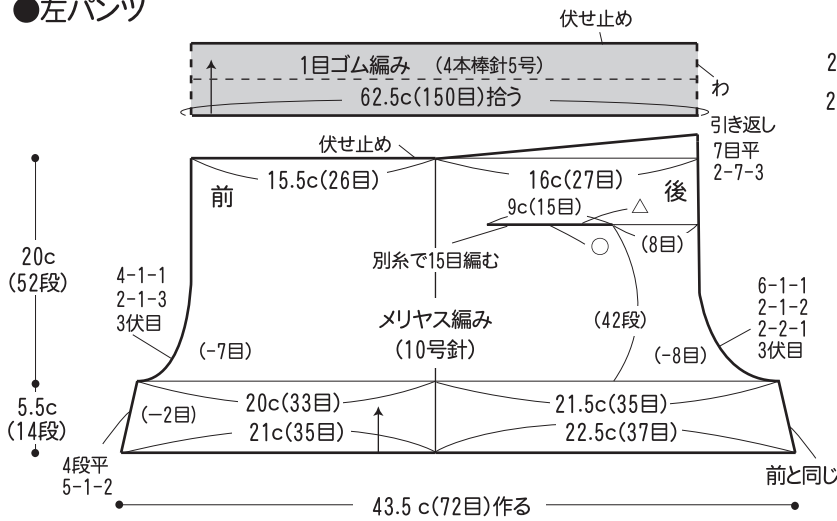 ●左パンツ
伏せ止め
1目ゴム編み （4本棒針5号）
わ
62.5c(150目)拾う
2
2
引き返し
7目平
2-7-3
伏せ止め
15.5c(26目)
16c(27目)
前
後
9c(15目)
△
○
(8目)
別糸で15目編む
20c
(52段)
4-1-1
2-1-3
3伏目
(-7目)
メリヤス編み
(10号針)
(42段)
(-8目)
6-1-1
2-1-2
2-2-1
3伏目
20c(33目)
21.5c(35目)
5.5c
(14段)
(-2目)
21c(35目)
22.5c(37目)
4段平
5-1-2
前と同じ
43.5 c(72目)作る